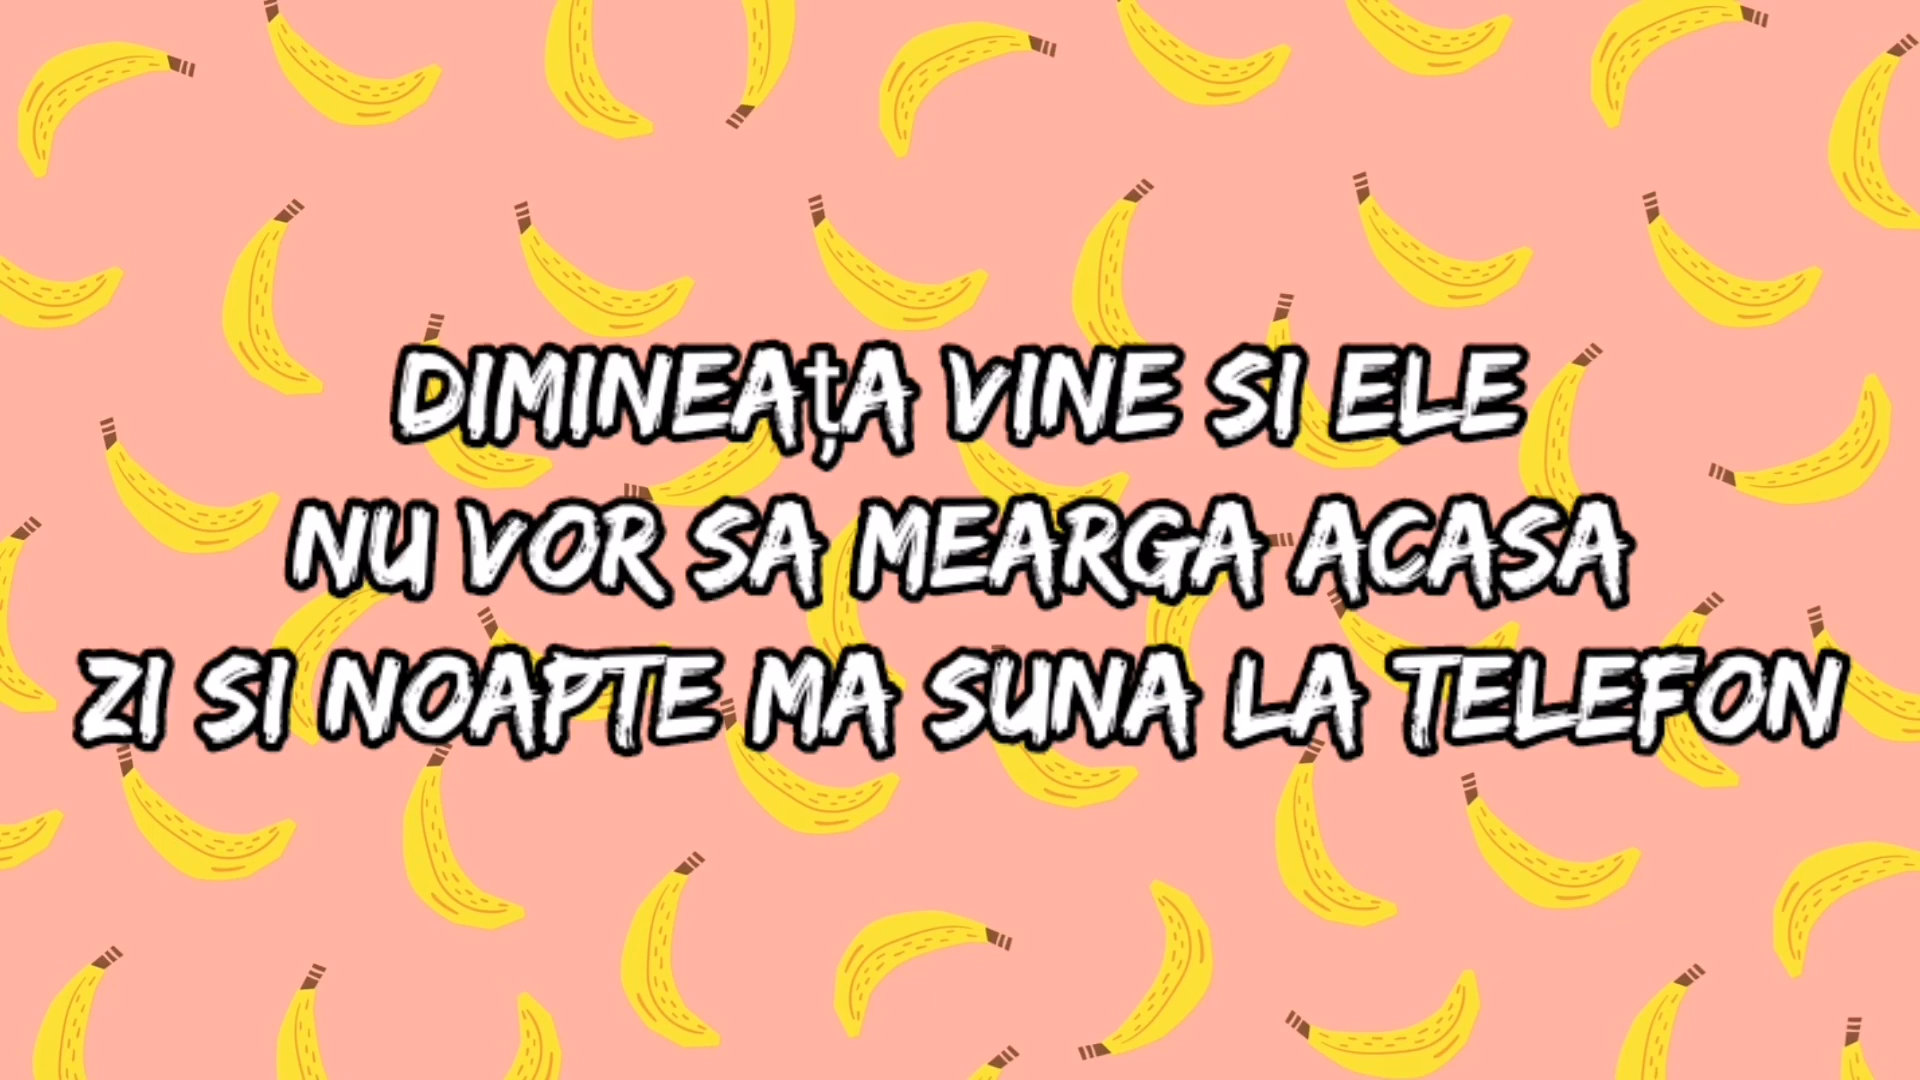 DIMINEAțA VINE SI ELE
NU VOR SA MEARGA ACASA
ZI SI NOAPTE MA SUNA LA TELEFON